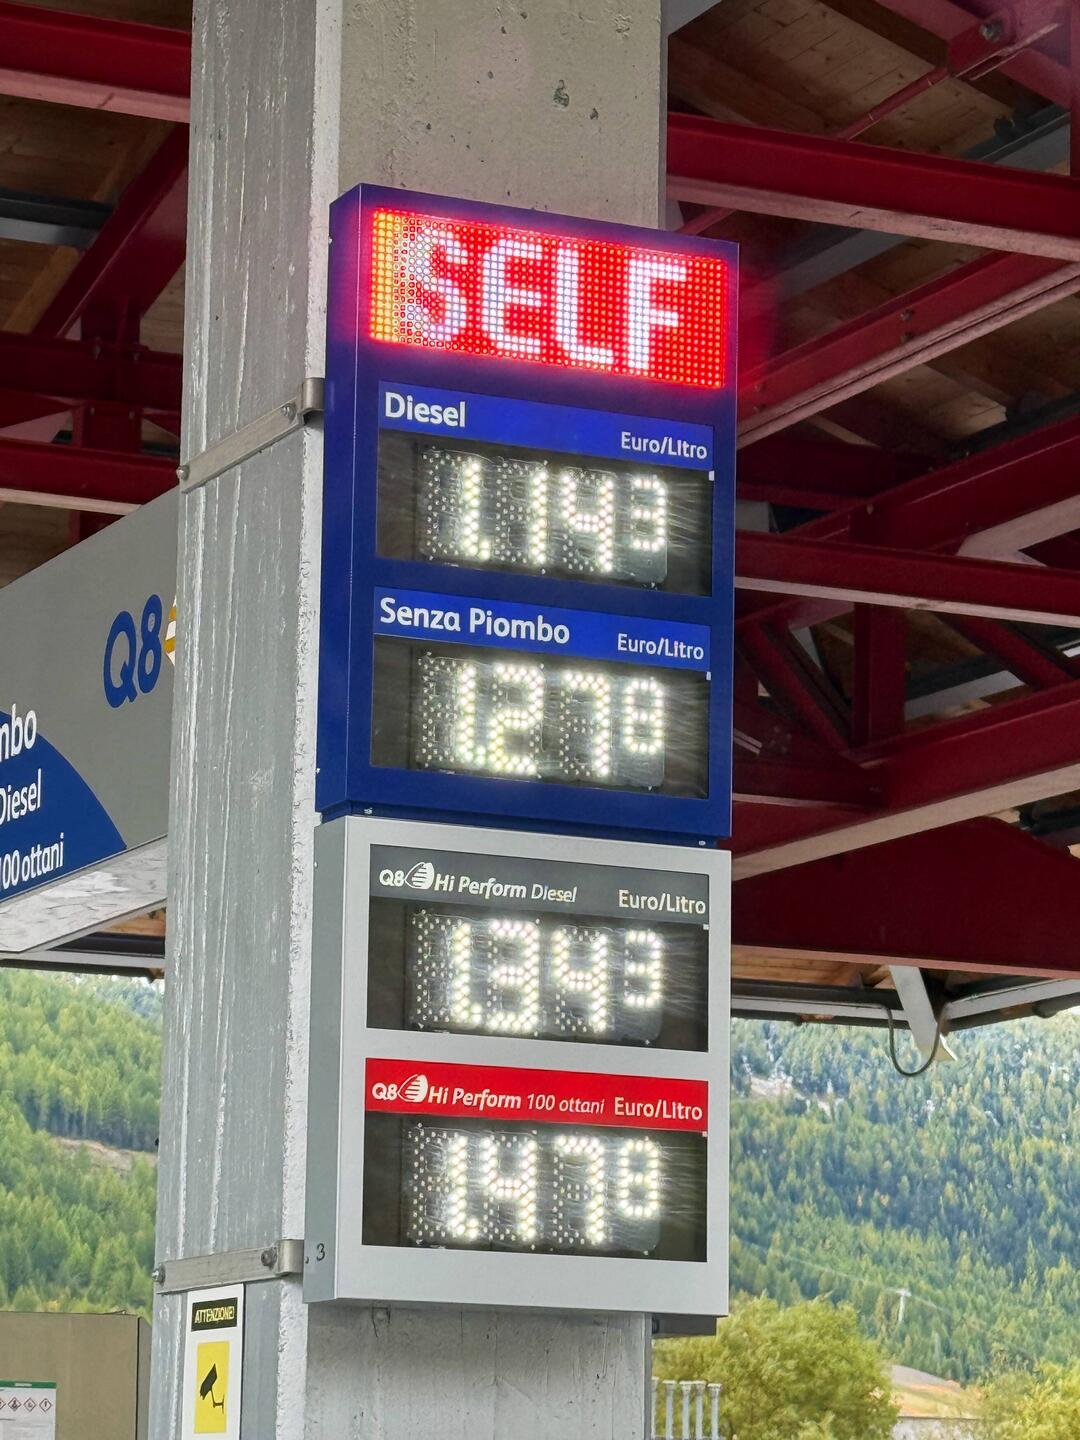 SELF
Diesel
Euro/Litro
1.143
Senza Piombo
Euro/Litro
1.278
Q8 Hi Perform Diesel
Euro/Litro
1.343
Q8 Hi Perform 100 ottani
Euro/Litro
1.478
3
ATTENZIONE!
Q8
mbo
Diesel
100 ottani